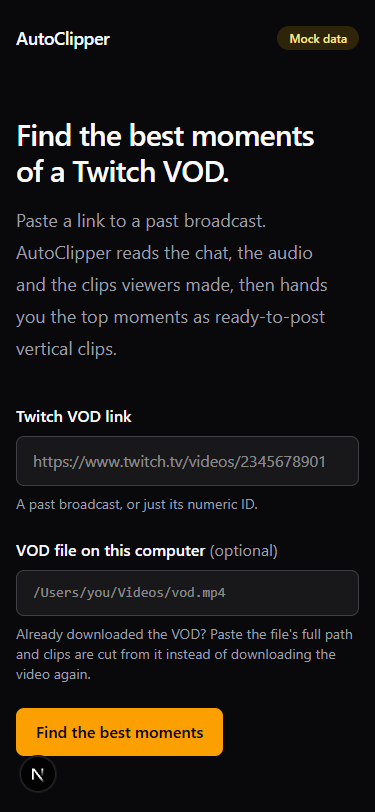 AutoClipper
Mock data
Find the best moments
of a Twitch VOD.
Paste a link to a past broadcast.
AutoClipper reads the chat, the audio
and the clips viewers made, then hands
you the top moments as ready-to-post
vertical clips.
Twitch VOD link
https://www.twitch.tv/videos/2345678901
A past broadcast, or just its numeric ID.
VOD file on this computer (optional)
/Users/you/Videos/vod.mp4
Already downloaded the VOD? Paste the file's full path
and clips are cut from it instead of downloading the
video again.
Find the best moments
N